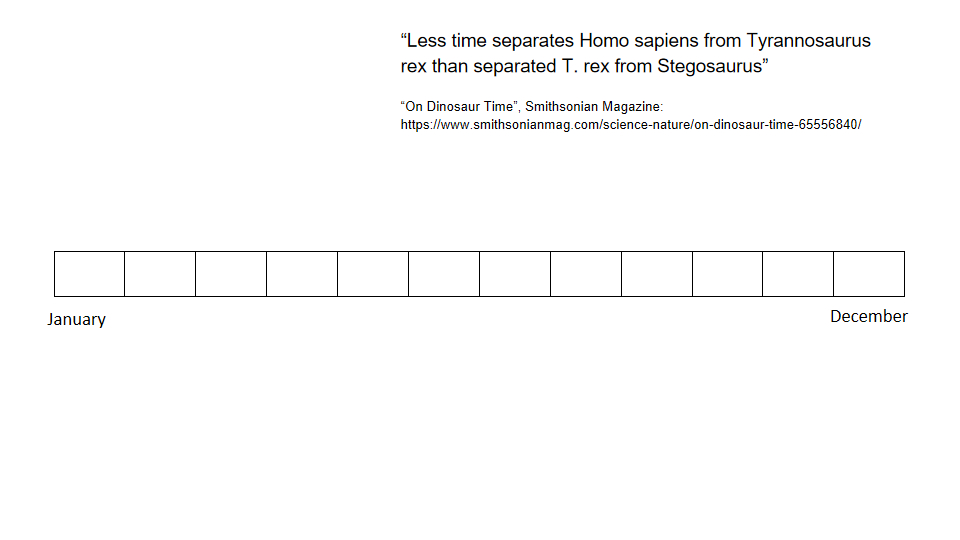 “Less time separates Homo sapiens from Tyrannosaurus
rex than separated T. rex from Stegosaurus”
“On Dinosaur Time”, Smithsonian Magazine:
https://www.smithsonianmag.com/science-nature/on-dinosaur-time-65556840/
January
December